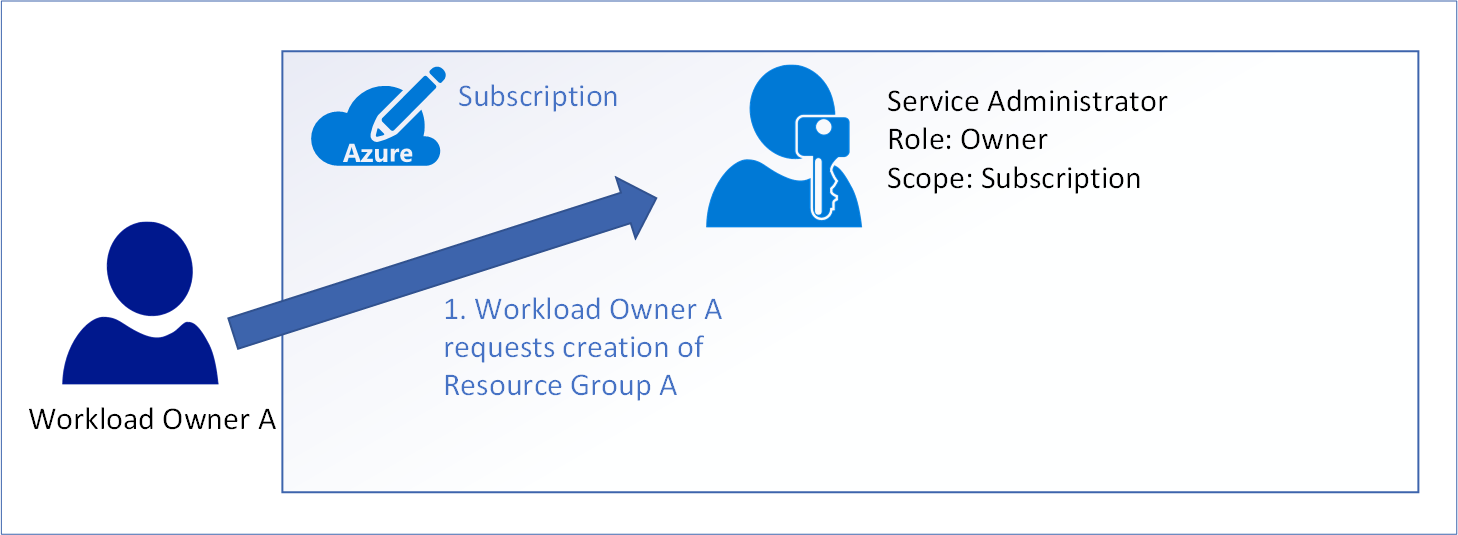 Azure
Subscription
Service Administrator
Role: Owner
Scope: Subscription
1. Workload Owner A
requests creation of
Resource Group A
Workload Owner A